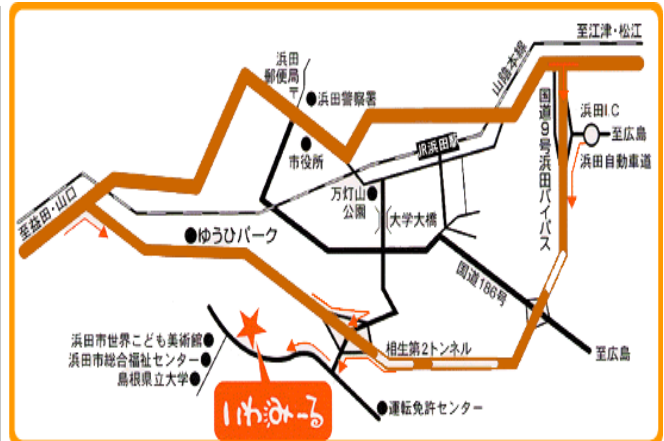 至江津・松江
山陰本線
浜田
郵便局
〒
浜田警察署
市役所
JR浜田駅
国道9号浜田バイパス
浜田I.C
至広島
浜田自動車道
万灯山
公園
大学大橋
至益田・山口
ゆうひパーク
国道186号
浜田市世界こども美術館
浜田市総合福祉センター
島根県立大学
相生第2トンネル
至広島
いわみーる
運転免許センター